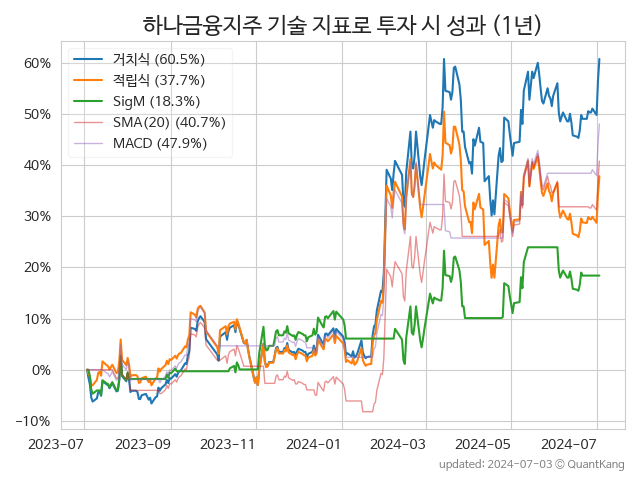 하나금융지주 기술 지표로 투자 시 성과 (1년)
거치식 (60.5%)
적립식 (37.7%)
SigM (18.3%)
SMA(20) (40.7%)
MACD (47.9%)
60%
50%
40%
30%
20%
10%
0%
−10%
2023-07 2023-09 2023-11 2024-01 2024-03 2024-05 2024-07
updated: 2024-07-03 © QuantKang